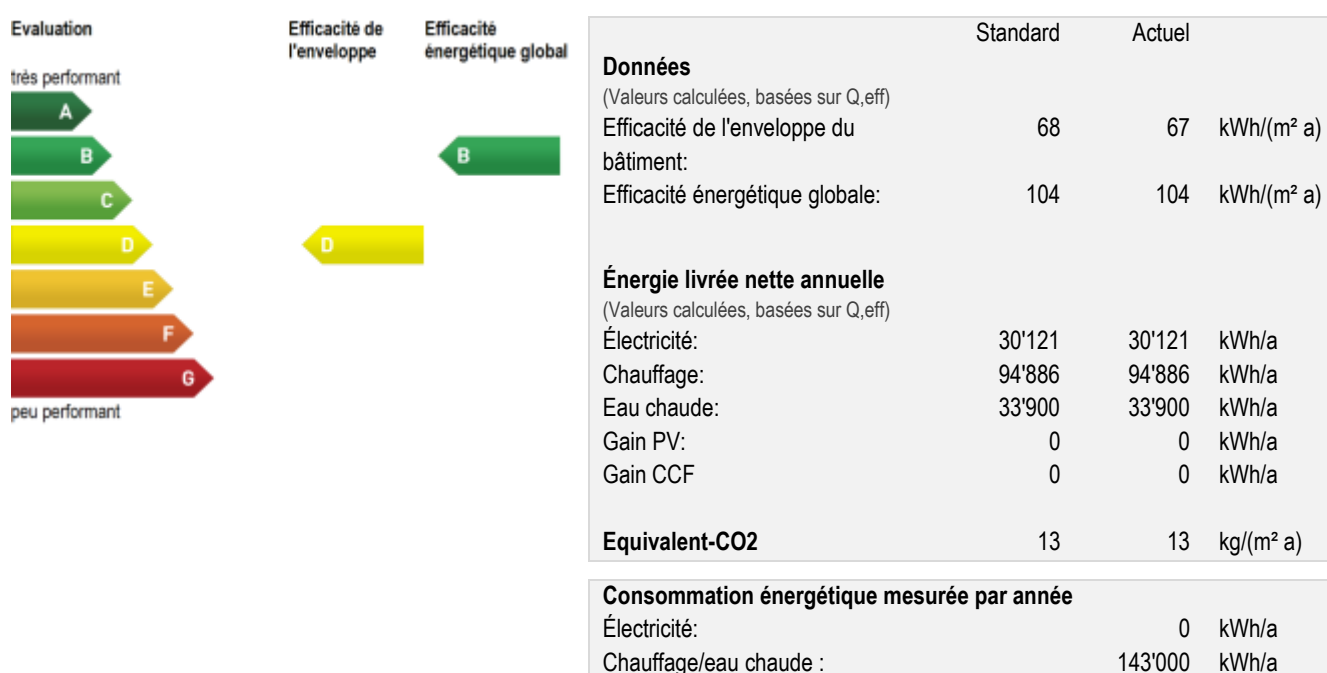 Evaluation
Efficacité de
l'enveloppe
Efficacité
énergétique global
très performant
A
B
B
C
D
D
E
F
G
peu performant
Standard Actuel
Données
(Valeurs calculées, basées sur Q,eff)
Efficacité de l'enveloppe du
bâtiment:
68 67 kWh/(m² a)
Efficacité énergétique globale: 104 104 kWh/(m² a)
Énergie livrée nette annuelle
(Valeurs calculées, basées sur Q,eff)
Électricité: 30'121 30'121 kWh/a
Chauffage: 94'886 94'886 kWh/a
Eau chaude: 33'900 33'900 kWh/a
Gain PV: 0 0 kWh/a
Gain CCF 0 0 kWh/a
Equivalent-CO2 13 13 kg/(m² a)
Consommation énergétique mesurée par année
Électricité: 0 kWh/a
Chauffage/eau chaude : 143'000 kWh/a